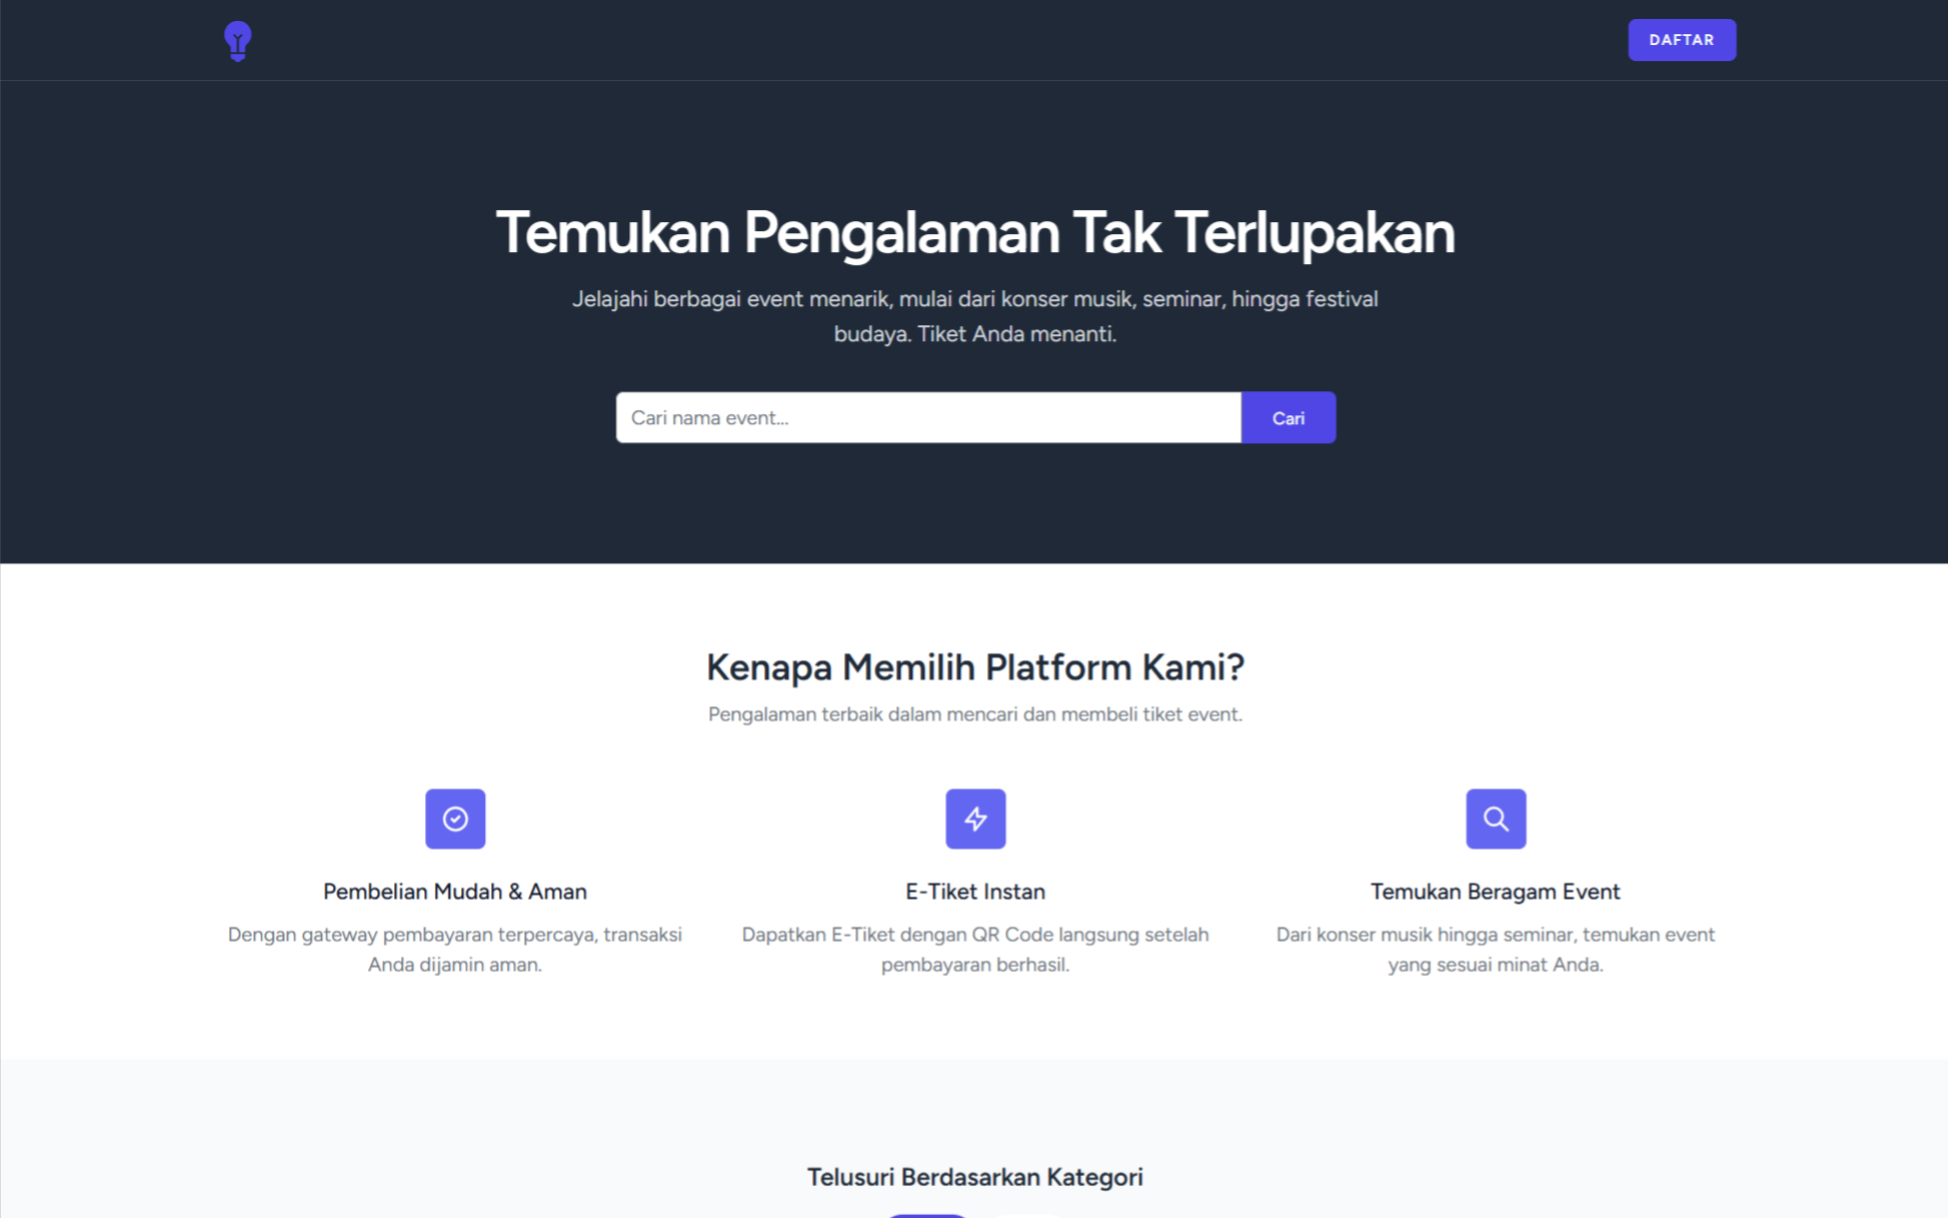 DAFTAR
Temukan Pengalaman Tak Terlupakan
Jelajahi berbagai event menarik, mulai dari konser musik, seminar, hingga festival
budaya. Tiket Anda menanti.
Cari nama event...
Cari
Kenapa Memilih Platform Kami?
Pengalaman terbaik dalam mencari dan membeli tiket event.
Pembelian Mudah & Aman
Dengan gateway pembayaran terpercaya, transaksi
Anda dijamin aman.
E-Tiket Instan
Dapatkan E-Tiket dengan QR Code langsung setelah
pembayaran berhasil.
Temukan Beragam Event
Dari konser musik hingga seminar, temukan event
yang sesuai minat Anda.
Telusuri Berdasarkan Kategori